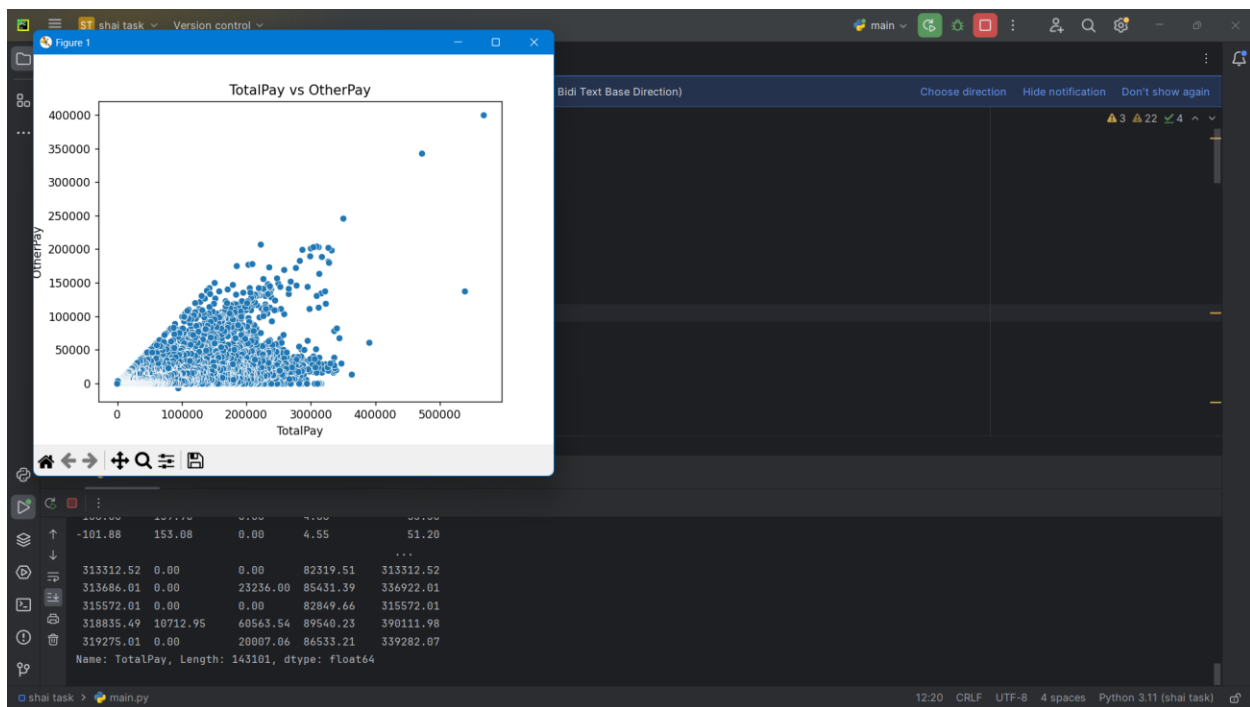 ST shai task Version control main
Figure 1
TotalPay vs OtherPay
Bidi Text Base Direction) Choose direction Hide notification Don't show again
3 22 4
400000
350000
300000
250000
200000
150000
100000
50000
0
OtherPay
0 100000 200000 300000 400000 500000
TotalPay
-101.88 153.08 0.00 4.55 51.20
...
313312.52 0.00 0.00 82319.51 313312.52
313686.01 0.00 23236.00 85431.39 336922.01
315572.01 0.00 0.00 82849.66 315572.01
318835.49 10712.95 60563.54 89540.23 390111.98
319275.01 0.00 20007.06 86533.21 339282.07
Name: TotalPay, Length: 143101, dtype: float64
shai task > main.py 12:20 CRLF UTF-8 4 spaces Python 3.11 (shai task)